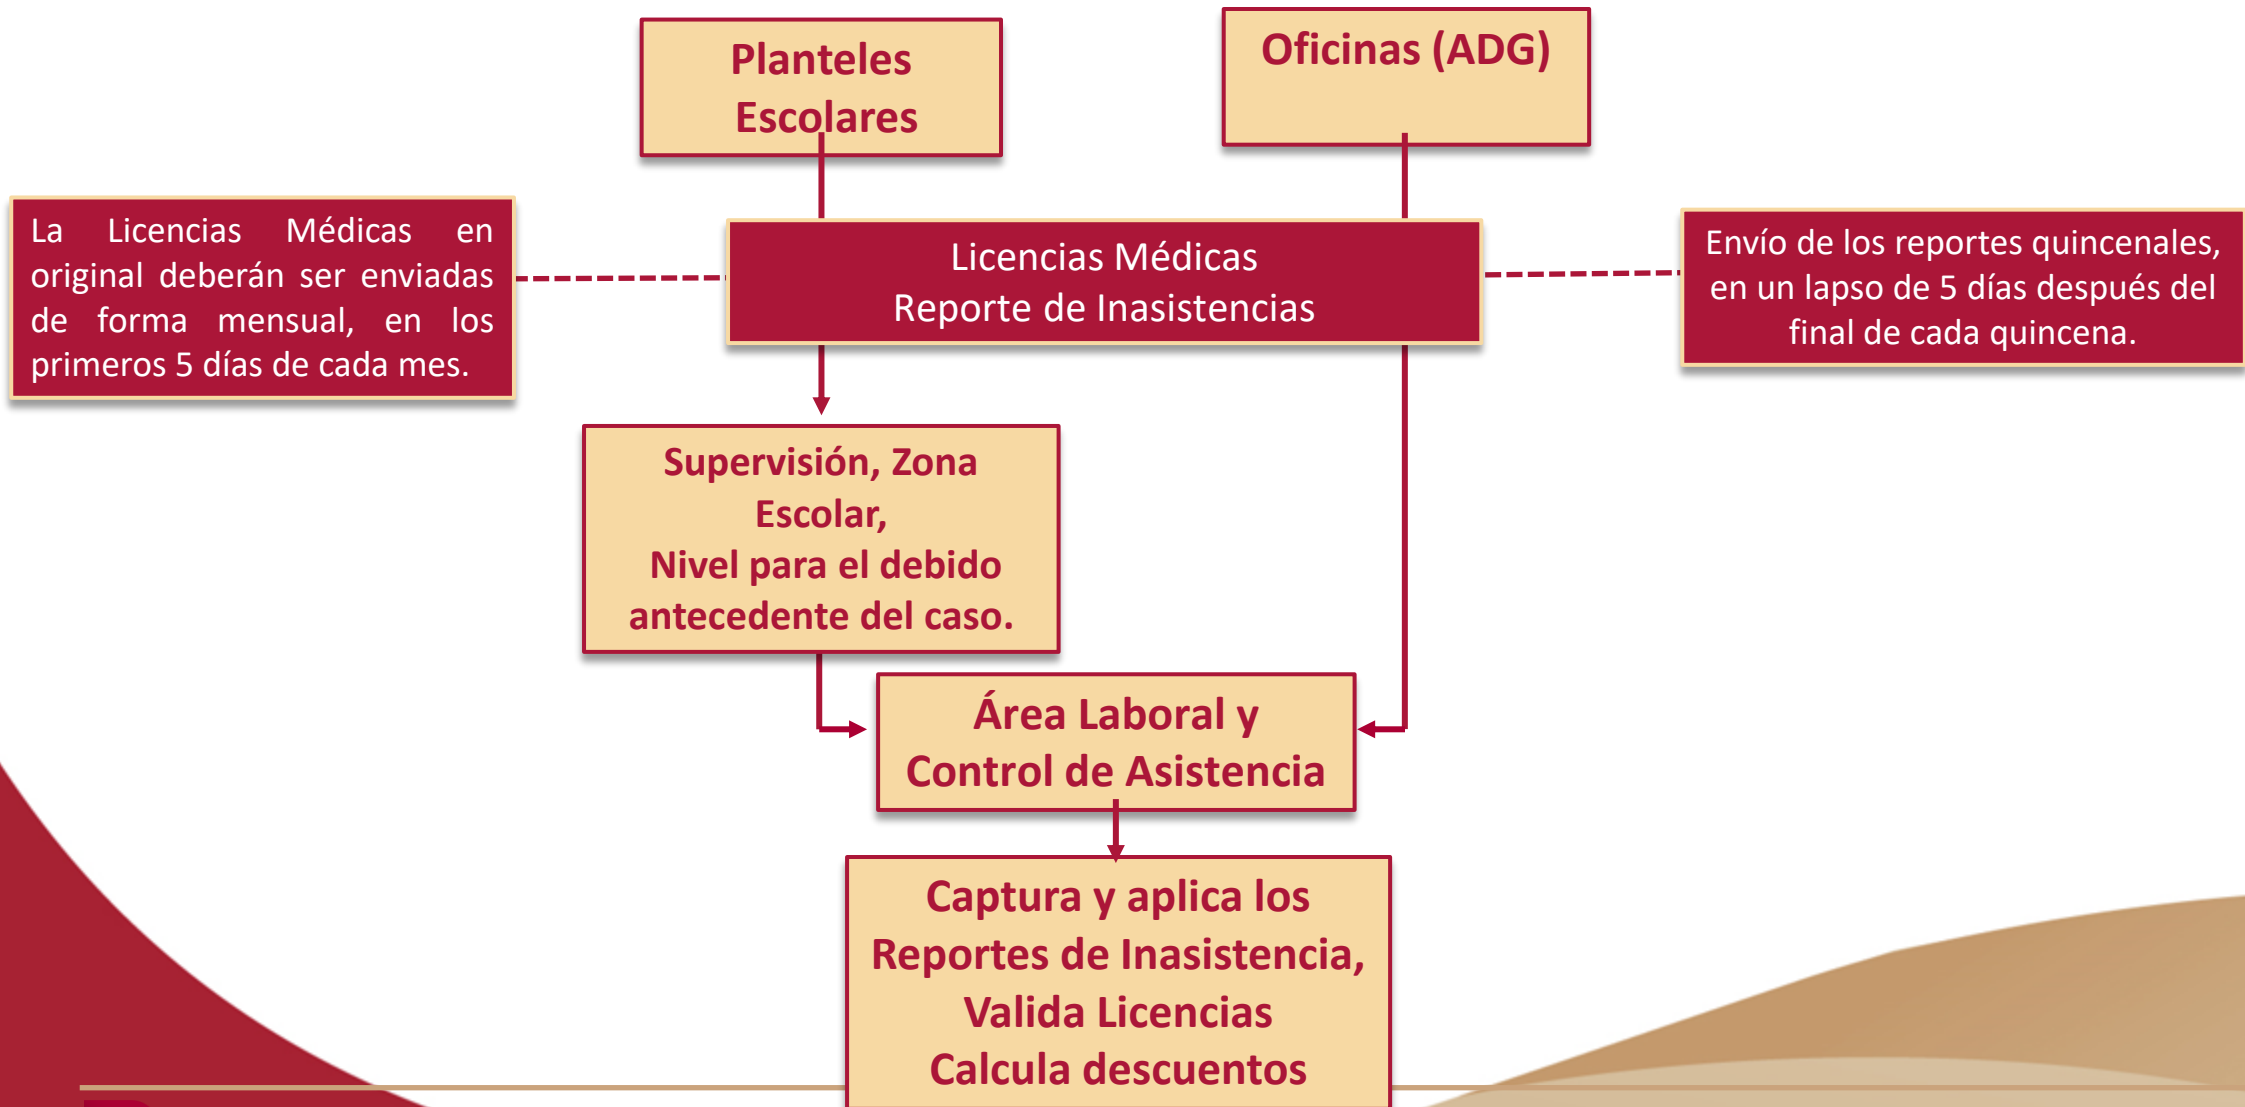 Planteles
Escolares
Oficinas (ADG)
La Licencias Médicas en
original deberán ser enviadas
de forma mensual, en los
primeros 5 días de cada mes.
Licencias Médicas
Reporte de Inasistencias
Envío de los reportes quincenales,
en un lapso de 5 días después del
final de cada quincena.
Supervisión, Zona
Escolar,
Nivel para el debido
antecedente del caso.
Área Laboral y
Control de Asistencia
Captura y aplica los
Reportes de Inasistencia,
Valida Licencias
Calcula descuentos